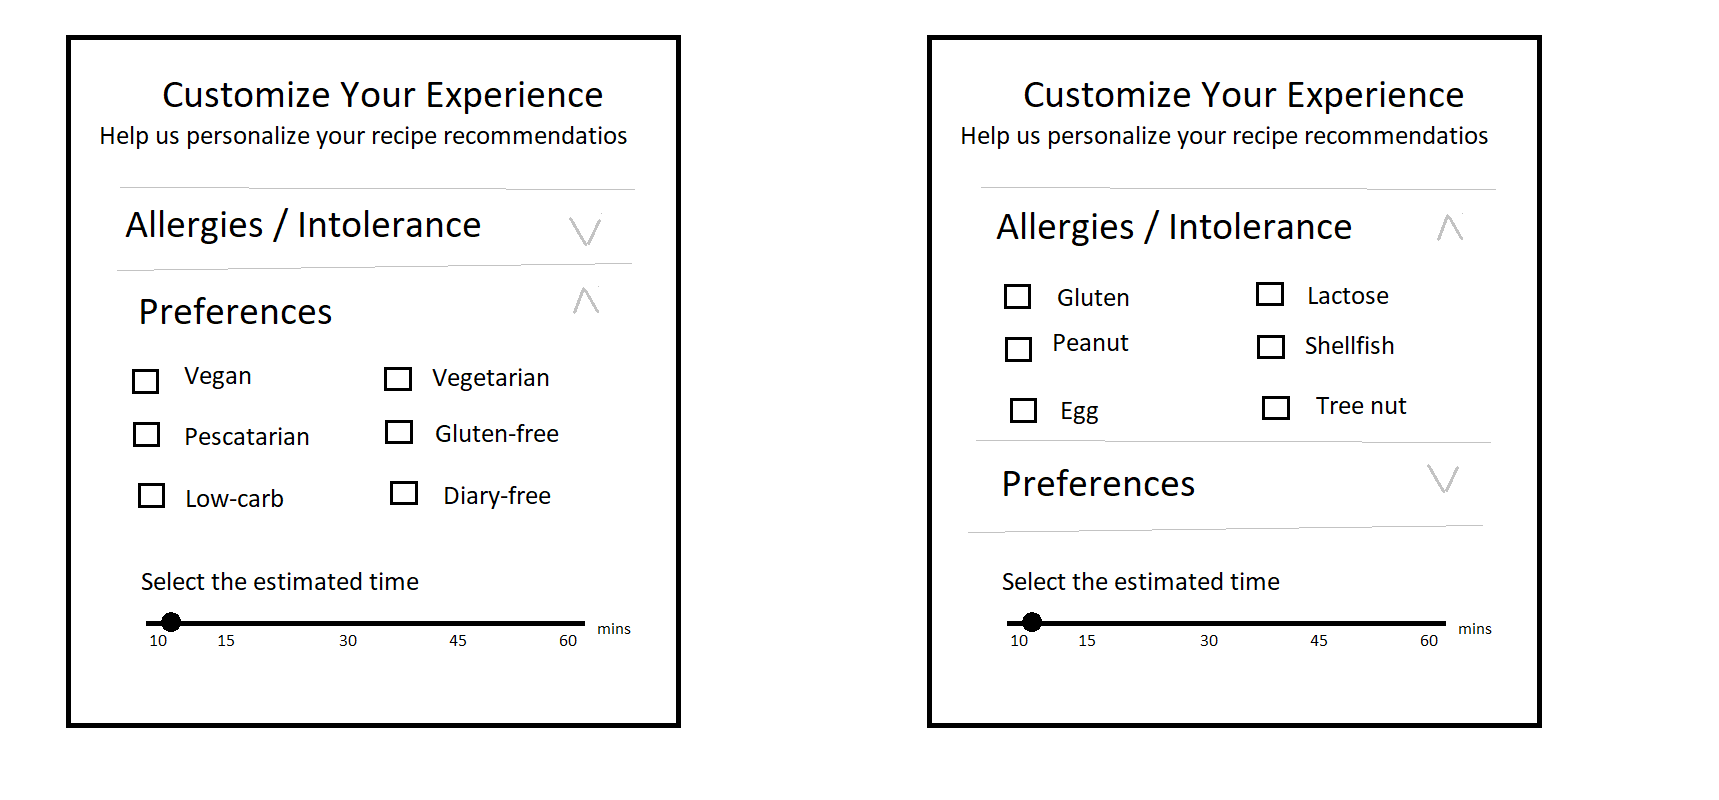 Customize Your Experience
Help us personalize your recipe recommendatios
Allergies / Intolerance
Preferences
Vegan Vegetarian
Pescatarian Gluten-free
Low-carb Diary-free
Select the estimated time
10 15 30 45 60 mins
Customize Your Experience
Help us personalize your recipe recommendatios
Allergies / Intolerance
Gluten Lactose
Peanut Shellfish
Egg Tree nut
Preferences
Select the estimated time
10 15 30 45 60 mins